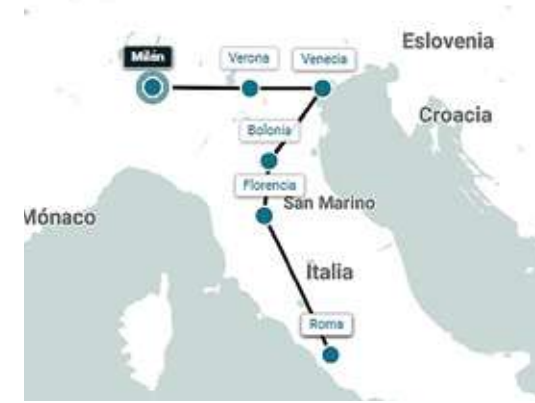 Eslovenia
Milán
Verona
Venecia
Croacia
Bolonia
Florencia
San Marino
Mónaco
Italia
Roma